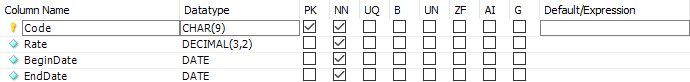 Column Name Datatype PK NN UQ B UN ZF AI G Default/Expression
Code CHAR(9)
Rate DECIMAL(3,2)
BeginDate DATE
EndDate DATE